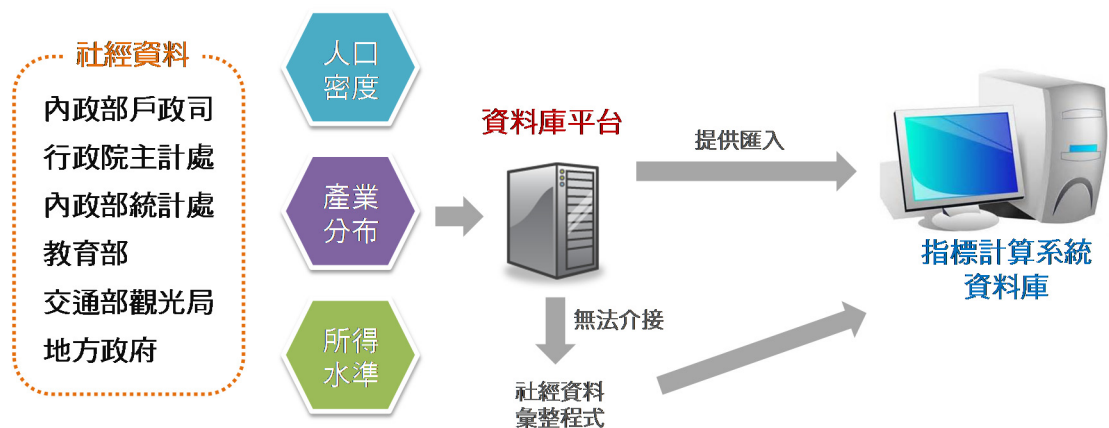 社經資料
內政部戶政司
行政院主計處
內政部統計處
教育部
交通部觀光局
地方政府
人口
密度
產業
分布
所得
水準
資料庫平台
提供匯入
無法介接
社經資料
彙整程式
指標計算系統
資料庫